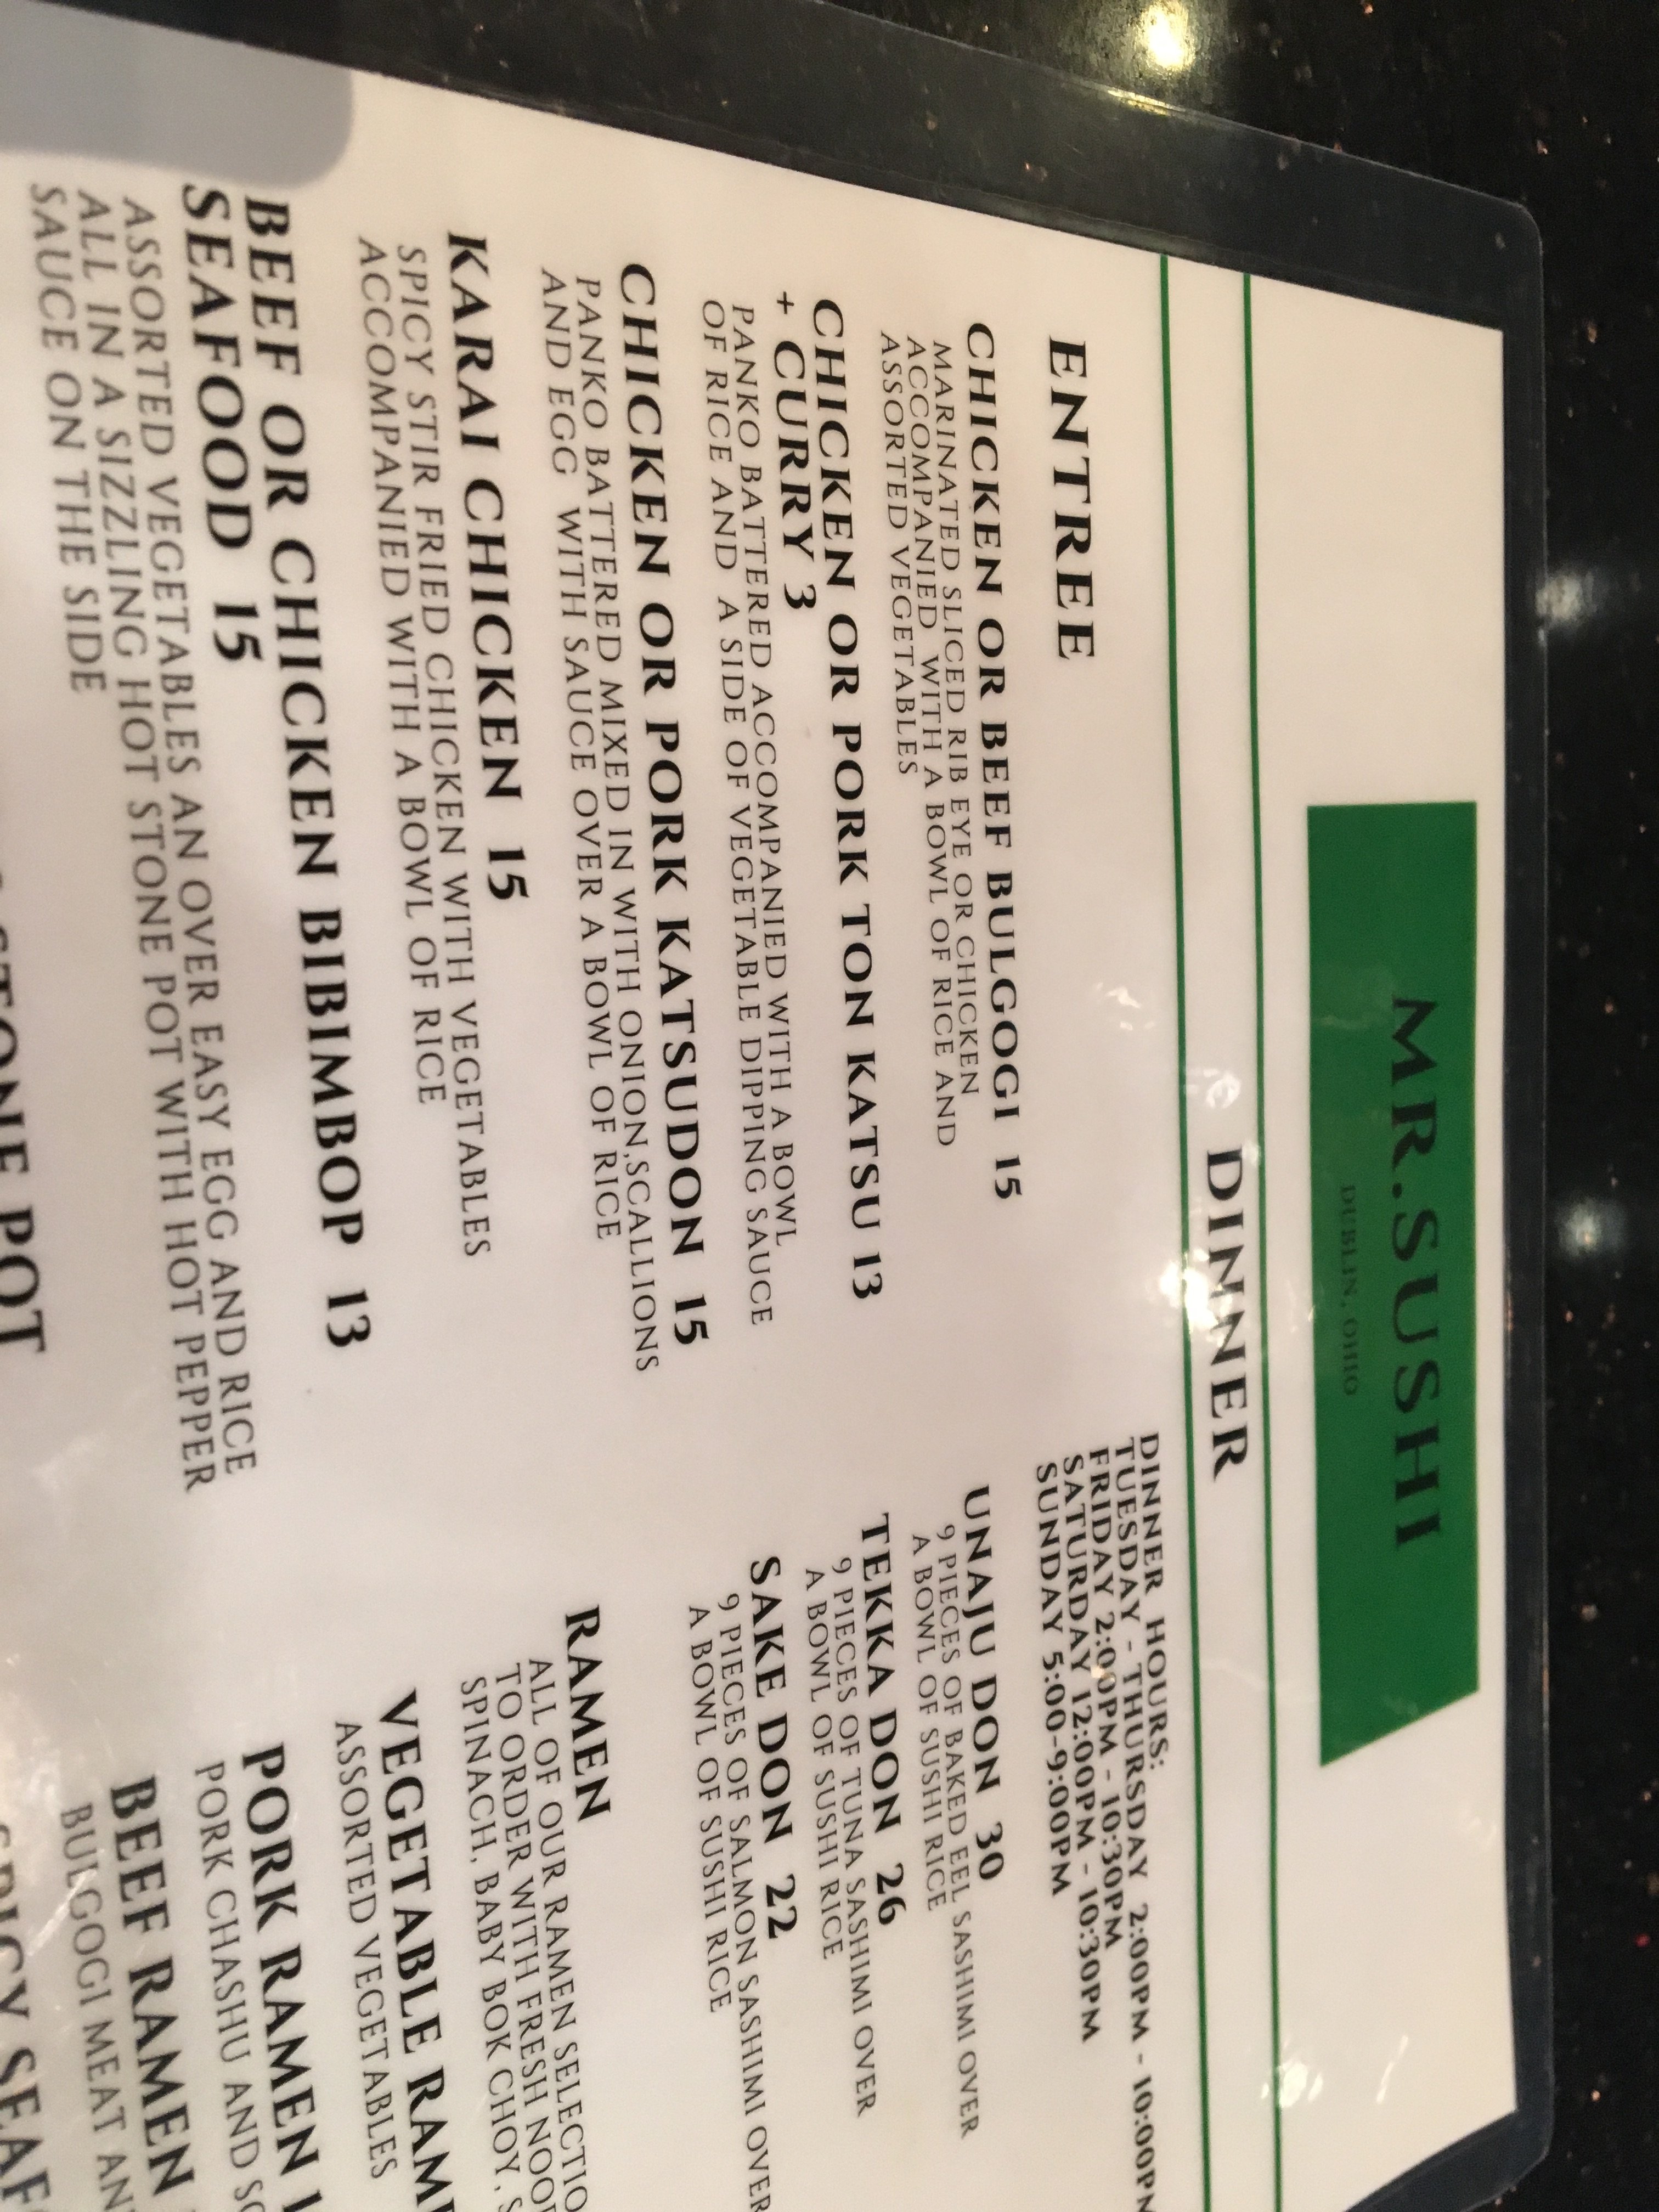 MR.SUSHI
DUBLIN, OHIO
DINNER
ENTREE
CHICKEN OR BEEF BULGOGI 15
MARINATED SLICED RIB EYE OR CHICKEN
ACCOMPANIED WITH A BOWL OF RICE AND
ASSORTED VEGETABLES
CHICKEN OR PORK TON KATSU 13
+ CURRY 3
PANKO BATTERED ACCOMPANIED WITH A BOWL
OF RICE AND A SIDE OF VEGETABLE DIPPING SAUCE
CHICKEN OR PORK KATSUDON 15
PANKO BATTERED MIXED IN WITH ONION,SCALLIONS
AND EGG WITH SAUCE OVER A BOWL OF RICE
KARAI CHICKEN 15
SPICY STIR FRIED CHICKEN WITH VEGETABLES
ACCOMPANIED WITH A BOWL OF RICE
BEEF OR CHICKEN BIBIMBOP 13
SEAFOOD 15
ASSORTED VEGETABLES AN OVER EASY EGG AND RICE
ALL IN A SIZZLING HOT STONE POT WITH HOT PEPPER
SAUCE ON THE SIDE
STONE POT
DINNER HOURS:
TUESDAY - THURSDAY 2:00PM - 10:00PM
FRIDAY 2:00PM - 10:30PM
SATURDAY 12:00PM - 10:30PM
SUNDAY 5:00-9:00PM
UNAJU DON 30
9 PIECES OF BAKED EEL SASHIMI OVER
A BOWL OF SUSHI RICE
TEKKA DON 26
9 PIECES OF TUNA SASHIMI OVER
A BOWL OF SUSHI RICE
SAKE DON 22
9 PIECES OF SALMON SASHIMI OVER
A BOWL OF SUSHI RICE
RAMEN
ALL OF OUR RAMEN SELECTIO
TO ORDER WITH FRESH NOOD
SPINACH, BABY BOK CHOY, S
VEGETABLE RAM
ASSORTED VEGETABLES
PORK RAMEN
PORK CHASHU AND SO
BEEF RAMEN
BULGOGI MEAT AN
SPICY SEAF